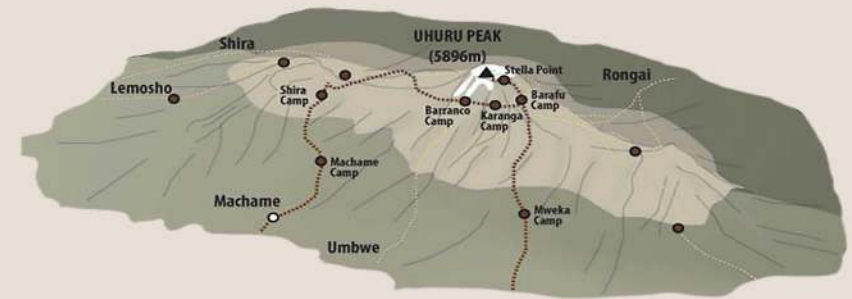 Shira
UHURU PEAK
(5896m)
Stella Point
Rongai
Lemosho
Shira
Camp
Barranco
Camp
Karanga
Camp
Barafu
Camp
Machame
Camp
Machame
Mweka
Camp
Umbwe